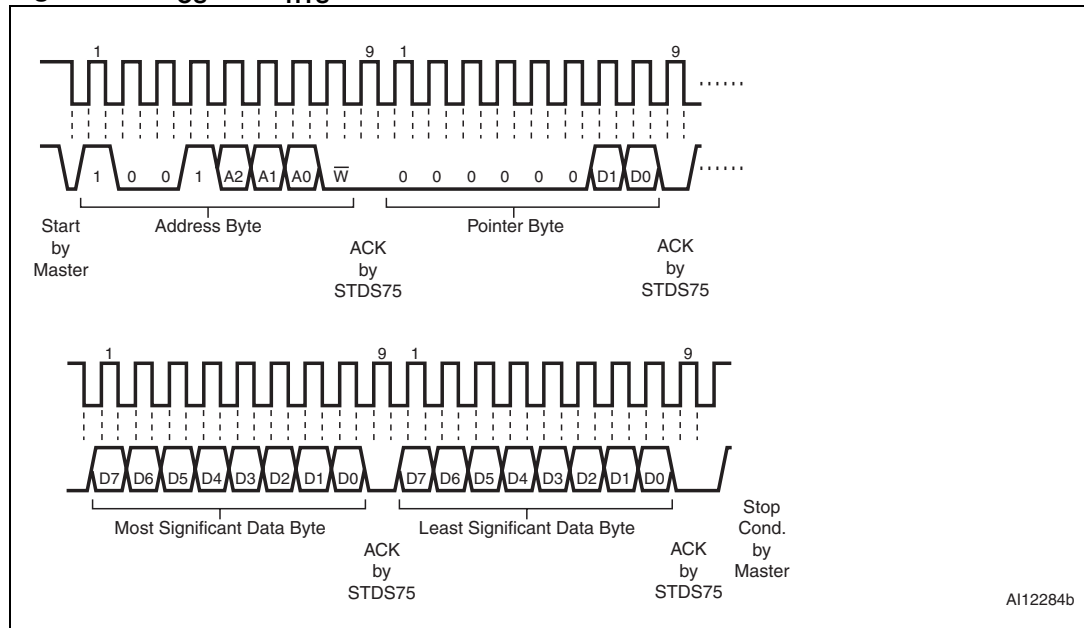 1 9 1 9
1 0 0 1 A2 A1 A0 W 0 0 0 0 0 0 D1 D0
Address Byte Pointer Byte
Start
by
Master
ACK
by
STDS75
ACK
by
STDS75
1 9 1 9
D7 D6 D5 D4 D3 D2 D1 D0 D7 D6 D5 D4 D3 D2 D1 D0
Most Significant Data Byte Least Significant Data Byte
ACK
by
STDS75
ACK
by
STDS75
Stop
Cond.
by
Master
AI12284b